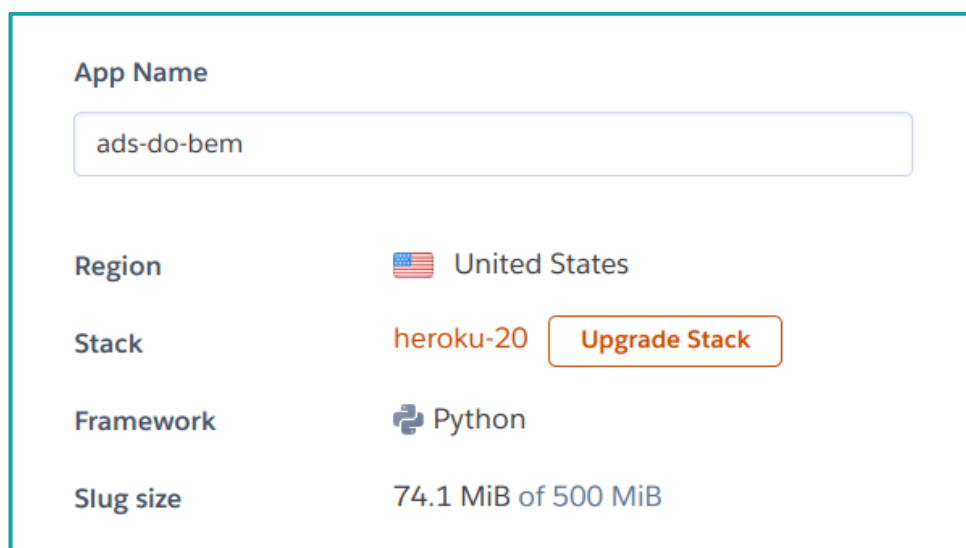 App Name
ads-do-bem
Region United States
Stack heroku-20 Upgrade Stack
Framework Python
Slug size 74.1 MiB of 500 MiB